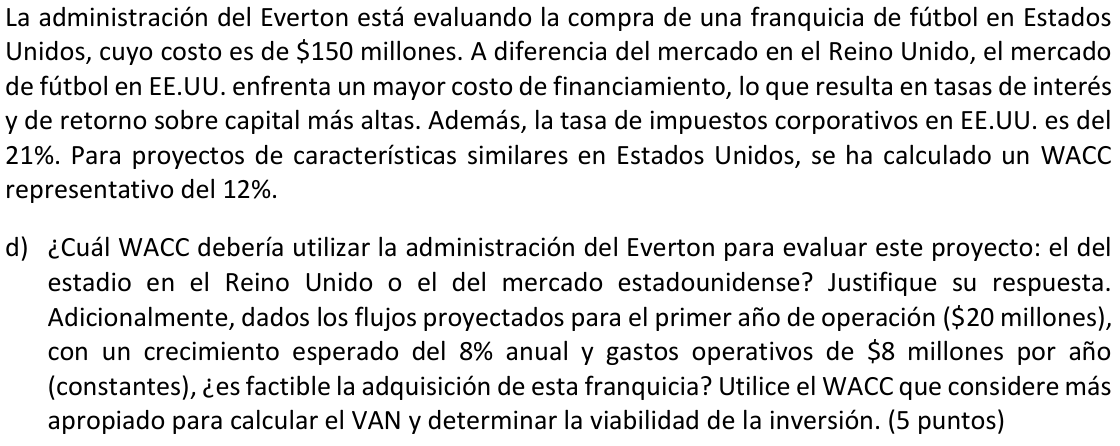 La administración del Everton está evaluando la compra de una franquicia de fútbol en Estados
Unidos, cuyo costo es de $150 millones. A diferencia del mercado en el Reino Unido, el mercado
de fútbol en EE.UU. enfrenta un mayor costo de financiamiento, lo que resulta en tasas de interés
y de retorno sobre capital más altas. Además, la tasa de impuestos corporativos en EE.UU. es del
21%. Para proyectos de características similares en Estados Unidos, se ha calculado un WACC
representativo del 12%.
d) ¿Cuál WACC debería utilizar la administración del Everton para evaluar este proyecto: el del
estadio en el Reino Unido o el del mercado estadounidense? Justifique su respuesta.
Adicionalmente, dados los flujos proyectados para el primer año de operación ($20 millones),
con un crecimiento esperado del 8% anual y gastos operativos de $8 millones por año
(constantes), ¿es factible la adquisición de esta franquicia? Utilice el WACC que considere más
apropiado para calcular el VAN y determinar la viabilidad de la inversión. (5 puntos)